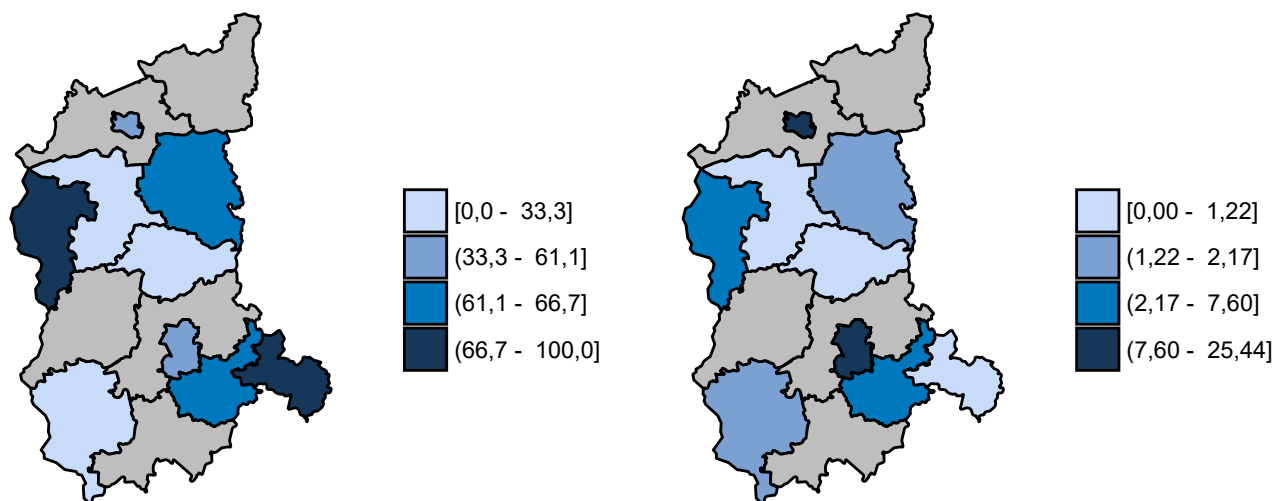 [0,0 - 33,3]
(33,3 - 61,1]
(61,1 - 66,7]
(66,7 - 100,0]
[0,00 - 1,22]
(1,22 - 2,17]
(2,17 - 7,60]
(7,60 - 25,44]